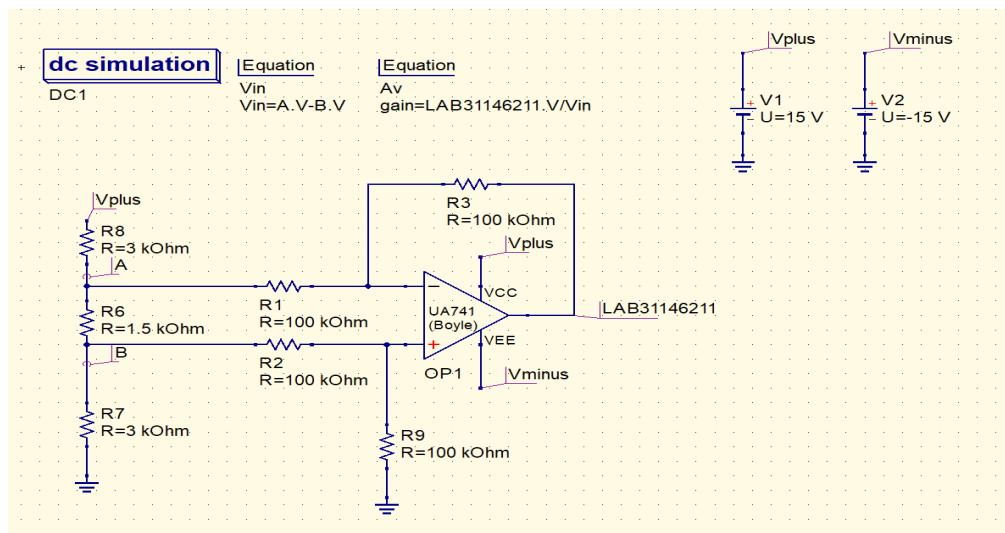 dc simulation
DC1
Equation
Vin
Vin=A.V-B.V
Equation
Av
gain=LAB31146211.V/Vin
Vplus
V1
U=15 V
Vminus
V2
U=-15 V
Vplus
R8
R=3 kOhm
A
R6
R=1.5 kOhm
B
R7
R=3 kOhm
R1
R=100 kOhm
R2
R=100 kOhm
R3
R=100 kOhm
Vplus
VCC
UA741
(Boyle)
VEE
OP1
Vminus
LAB31146211
R9
R=100 kOhm